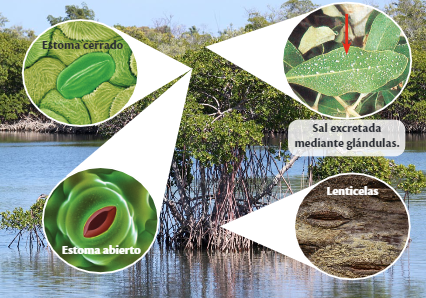 Estoma cerrado
Sal excretada
mediante glándulas.
Lenticelas
Estoma abierto